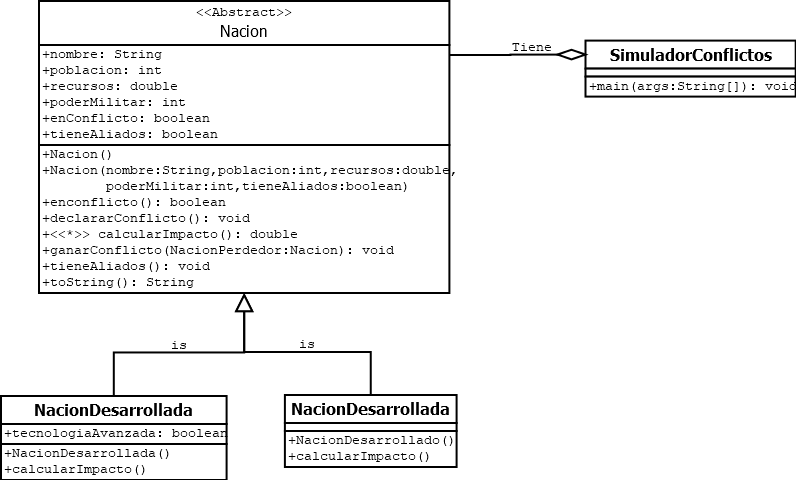 <<Abstract>>
Nacion
+nombre: String
+poblacion: int
+recursos: double
+poderMilitar: int
+enConflicto: boolean
+tieneAliados: boolean
+Nacion()
+Nacion(nombre:String,poblacion:int,recursos:double,
poderMilitar:int,tieneAliados:boolean)
+enconflicto(): boolean
+declararConflicto(): void
+<<*>> calcularImpacto(): double
+ganarConflicto(NacionPerdedor:Nacion): void
+tieneAliados(): void
+toString(): String
Tiene
SimuladorConflictos
+main(args:String[]): void
is
is
NacionDesarrollada
+tecnologiaAvanzada: boolean
+NacionDesarrollada()
+calcularImpacto()
NacionDesarrollada
+NacionDesarrollado()
+calcularImpacto()